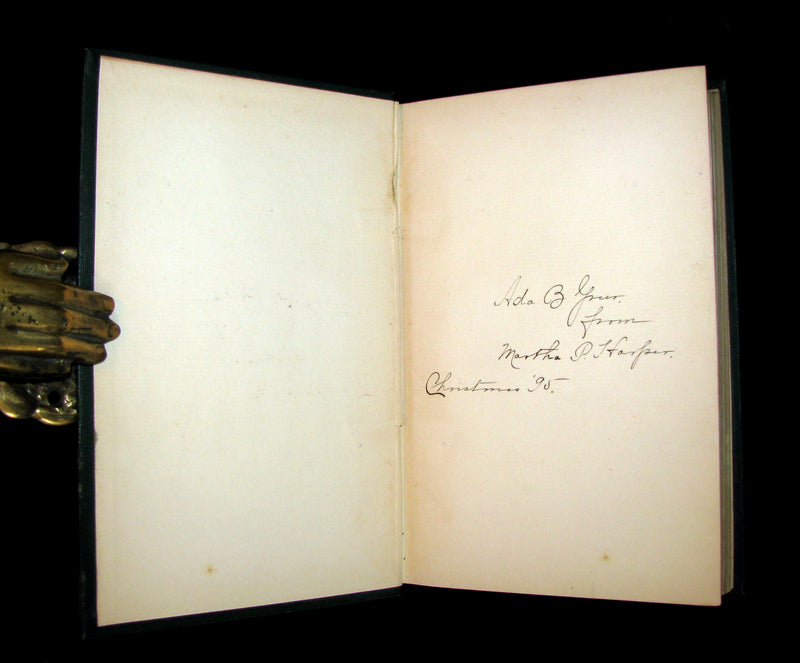 Ada B Greer.
from
Martha P. Harper.
Christmas '95.